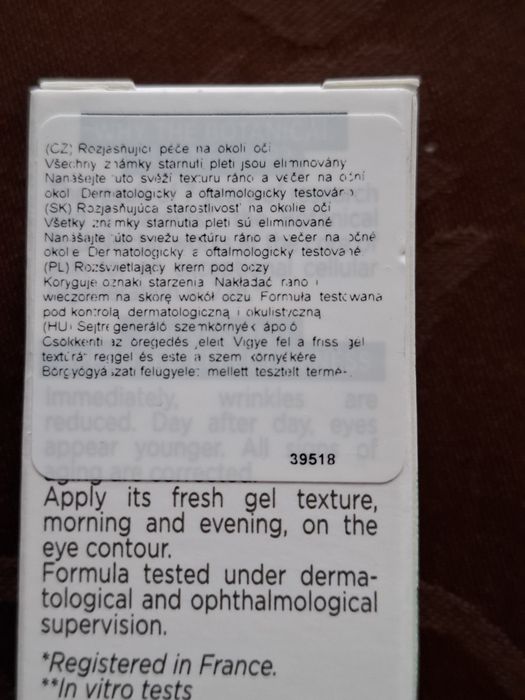 (CZ) Rozjasňující péče na okolí očí
Všechny známky starnutí pleti jsou eliminovány
Nanášejte tuto svěží texturu ráno a večer na oční
okolí Dermatologicky a oftalmologicky testováno
(SK) Rozjasňujúca starostlivosť na okolie očí
Všetky známky starnutia pleti sú eliminované
Nanášajte túto sviežu textúru ráno a večer na očné
okolie Dermatologicky a oftalmologicky testované
(PL) Rozświetlający krem pod oczy
Koryguje oznaki starzenia Nakładać rano i
wieczorem na skórę wokół oczu Formuła testowana
pod kontrolą dermatologiczną i okulistyczną
(HU) Sejtregeneráló szemkörnyék ápoló
Csökkenti az öregedés jeleit Vigye fel a friss gél
textúrát reggel és este a szem környékére
Bőrgyógyászati felügyelet mellett tesztelt termé-
Immediately, wrinkles are
reduced. Day after day, eyes
appear younger. All signs of
aging are corrected.
39518
Apply its fresh gel texture,
morning and evening, on the
eye contour.
Formula tested under derma-
tological and ophthalmological
supervision.
*Registered in France.
**In vitro tests